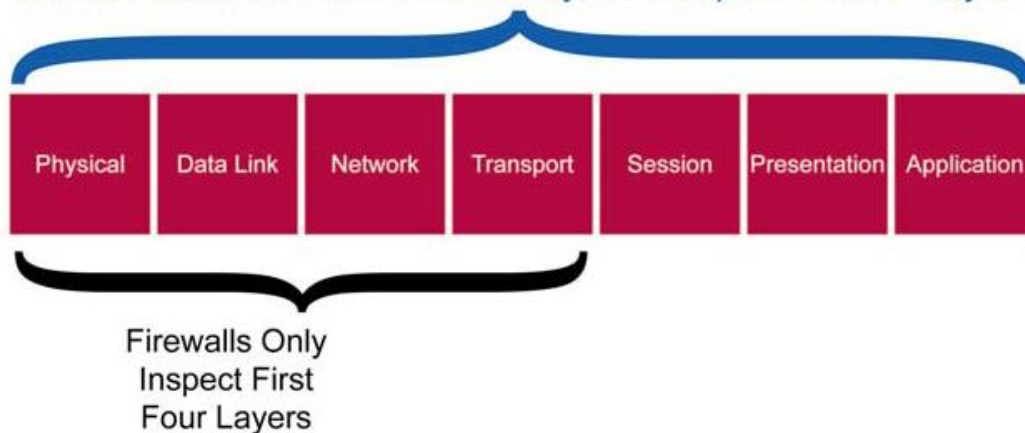 Physical Data Link Network Transport Session Presentation Application
Firewalls Only
Inspect First
Four Layers